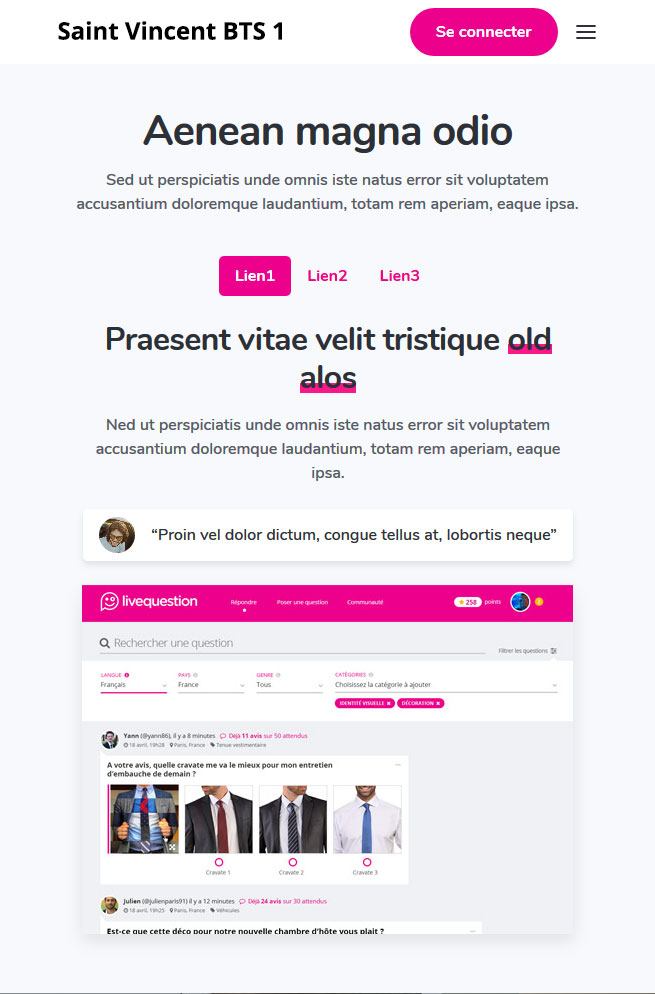 Saint Vincent BTS 1
Se connecter
Aenean magna odio
Sed ut perspiciatis unde omnis iste natus error sit voluptatem
accusantium doloremque laudantium, totam rem aperiam, eaque ipsa.
Lien1 Lien2 Lien3
Praesent vitae velit tristique old
alos
Ned ut perspiciatis unde omnis iste natus error sit voluptatem
accusantium doloremque laudantium, totam rem aperiam, eaque
ipsa.
“Proin vel dolor dictum, congue tellus at, lobortis neque”
livequestion
Répondre Poser une question Communauté
258 points
Rechercher une question
Filtrer les questions
LANGUE PAYS GENRE CATÉGORIES
Français France Tous Choisissez la catégorie à ajouter
IDENTITÉ VISUELLE × DÉCORATION ×
Yann (@yann86), il y a 8 minutes Déjà 11 avis sur 50 attendus
18 avril, 19h28 Paris, France Tenue vestimentaire
A votre avis, quelle cravate me va le mieux pour mon entretien
d’embauche de demain ?
Cravate 1 Cravate 2 Cravate 3
Julien (@julienparis91) il y a 12 minutes Déjà 24 avis sur 30 attendus
18 avril, 19h25 Paris, France Véhicules
Est-ce que cette déco pour notre nouvelle chambre d’hôte vous plait ?